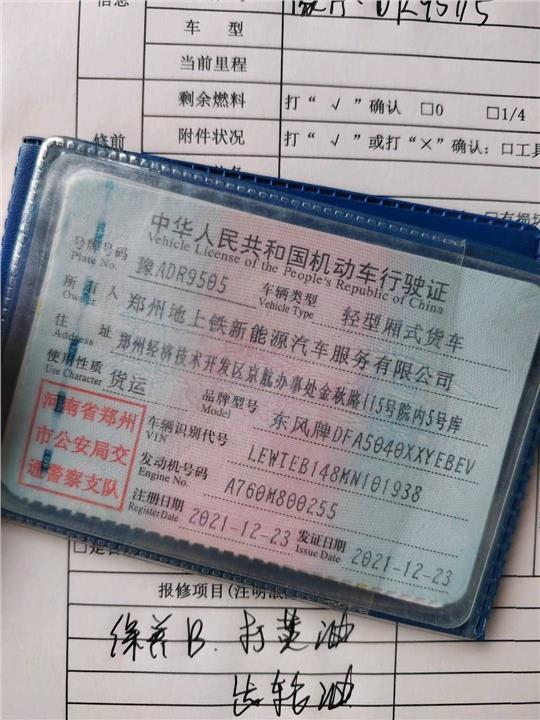 信息
车 型
当前里程
剩余燃料 打“ √ ”确认 □0 □1/4
修前 附件状况 打“ √ ”或打“×”确认：□工具
中华人民共和国机动车行驶证
Vehicle License of the People's Republic of China
号牌号码 豫ADR9505 车辆类型 轻型厢式货车
Plate No. Vehicle Type
所 有 人 郑州地上铁新能源汽车服务有限公司
Owner
住 址 郑州经济技术开发区京航办事处金秋路115号院内5号库
Address
使用性质 货运 品牌型号 东风牌DFA5040XXYEBEV
Use Character Model
河南省郑州
市公安局交
通警察支队
车辆识别代号 LEWTEB148MN101938
VIN
发动机号码 A760M800255
Engine No.
注册日期 2021-12-23 发证日期 2021-12-23
Register Date Issue Date
报修项目(注明
保养B. 打黄油
齿轮油